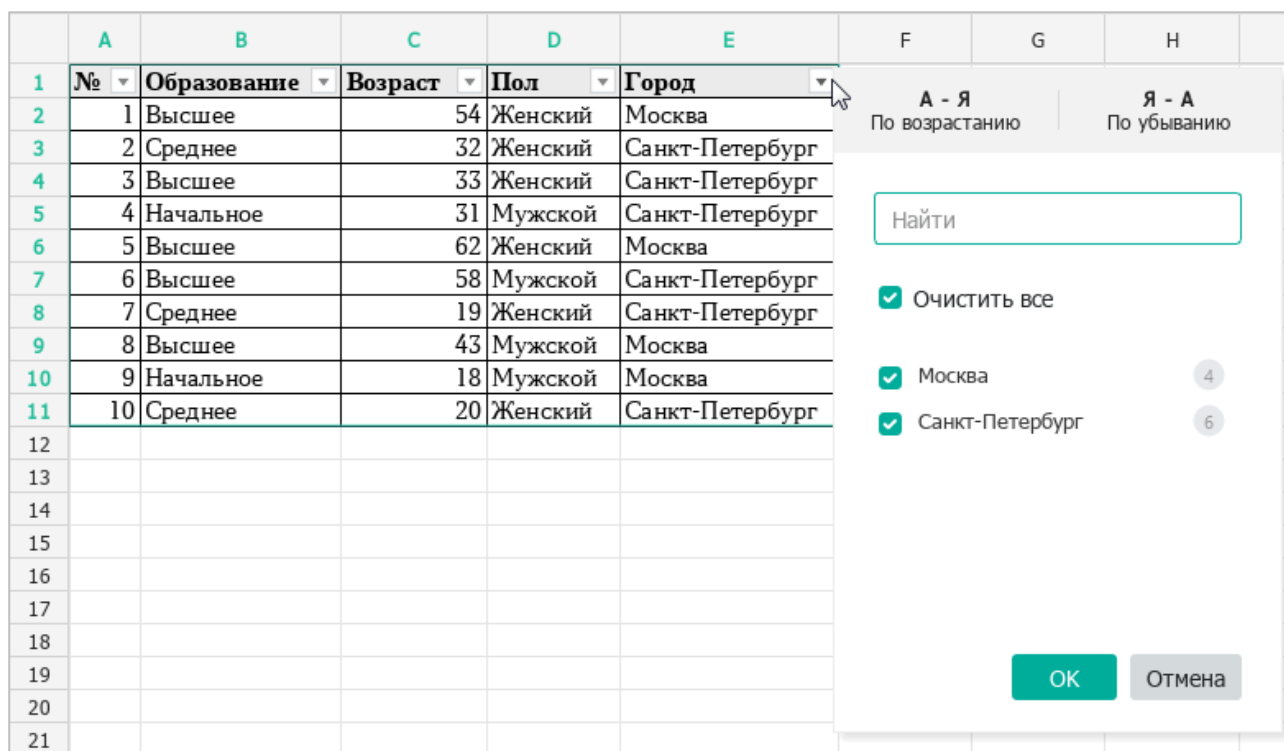 A B C D E F G H
1 № Образование Возраст Пол Город
2 1 Высшее 54 Женский Москва
3 2 Среднее 32 Женский Санкт-Петербург
4 3 Высшее 33 Женский Санкт-Петербург
5 4 Начальное 31 Мужской Санкт-Петербург
6 5 Высшее 62 Женский Москва
7 6 Высшее 58 Мужской Санкт-Петербург
8 7 Среднее 19 Женский Санкт-Петербург
9 8 Высшее 43 Мужской Москва
10 9 Начальное 18 Мужской Москва
11 10 Среднее 20 Женский Санкт-Петербург
12
13
14
15
16
17
18
19
20
21
А - Я Я - А
По возрастанию По убыванию
Найти
Очистить все
Москва 4
Санкт-Петербург 6
OK Отмена